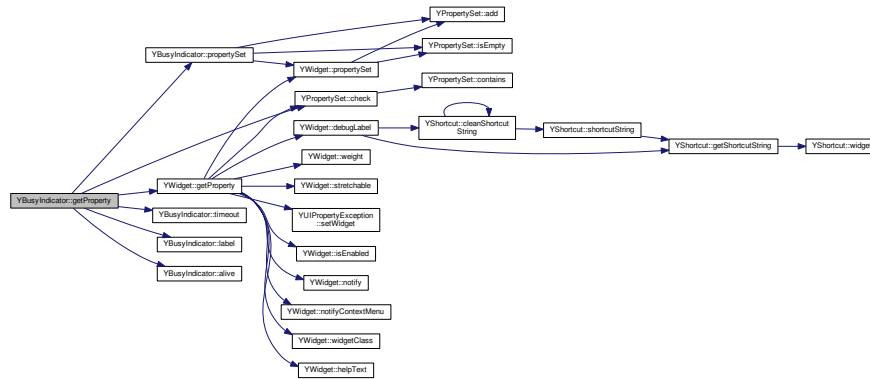 YPropertySet::add
YBusyIndicator::propertySet
YPropertySet::isEmpty
YWidget::propertySet
YPropertySet::contains
YPropertySet::check
YShortcut::cleanShortcut
String
YShortcut::shortcutString
YWidget::debugLabel
YShortcut::getShortcutString
YShortcut::widget
YWidget::weight
YWidget::getProperty
YWidget::stretchable
YBusyIndicator::getProperty
YBusyIndicator::timeout
YUIPropertyException
::setWidget
YBusyIndicator::label
YWidget::isEnabled
YBusyIndicator::alive
YWidget::notify
YWidget::notifyContextMenu
YWidget::widgetClass
YWidget::helpText